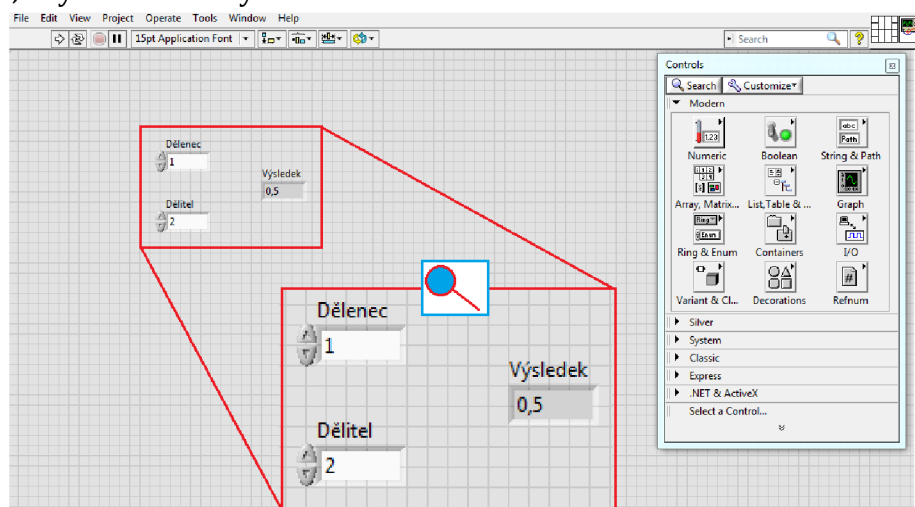 File Edit View Project Operate Tools Window Help
15pt Application Font
Search
Controls
Search Customize
Modern
Numeric Boolean String & Path
Array, Matrix... List, Table & ... Graph
Ring & Enum Containers I/O
Variant & Cl... Decorations Refnum
Silver
System
Classic
Express
.NET & ActiveX
Select a Control...
Dělenec
1
Výsledek
0,5
Dělitel
2
Dělenec
1
Výsledek
0,5
Dělitel
2